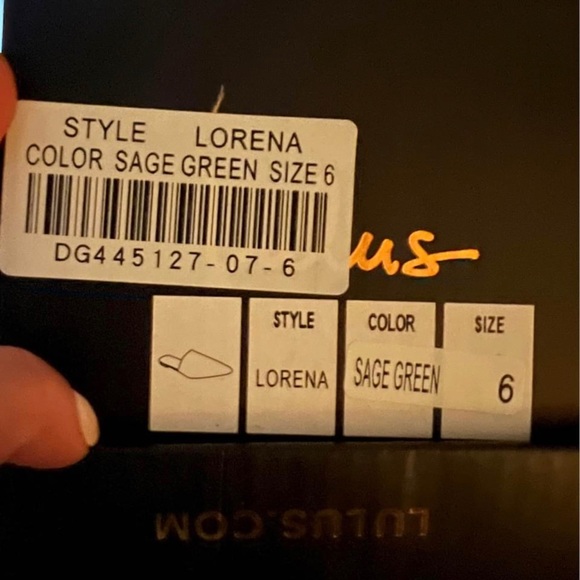 STYLE LORENA
COLOR SAGE GREEN SIZE 6
DG445127-07-6
us
STYLE COLOR SIZE
LORENA SAGE GREEN 6
LULUS.COM